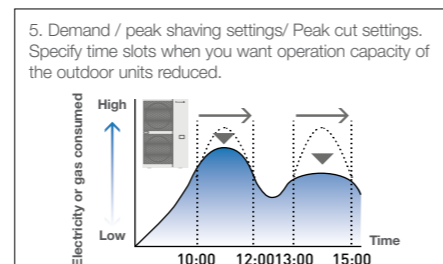 5. Demand / peak shaving settings/ Peak cut settings.
Specify time slots when you want operation capacity of
the outdoor units reduced.
Electricity or gas consumed
High
Low
Time
10:00 12:00 13:00 15:00